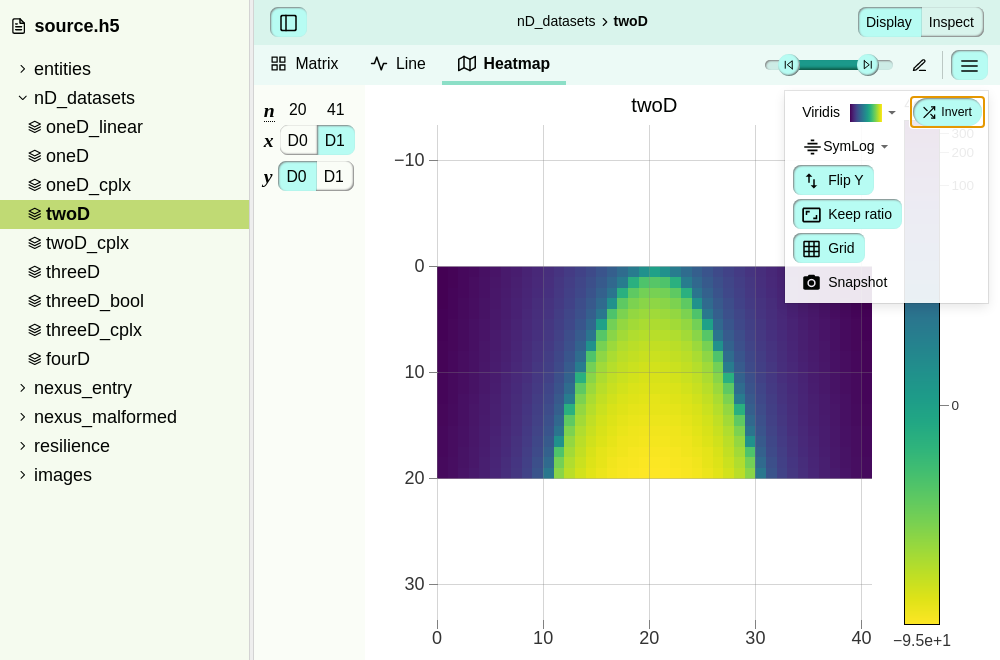 source.h5
entities
nD_datasets
oneD_linear
oneD
oneD_cplx
twoD
twoD_cplx
threeD
threeD_bool
threeD_cplx
fourD
nexus_entry
nexus_malformed
resilience
images
nD_datasets > twoD
Display Inspect
Matrix Line Heatmap
n 20 41
x D0 D1
y D0 D1
twoD
Viridis Invert
SymLog
Flip Y
Keep ratio
Grid
Snapshot
−10
0
10
20
30
0 10 20 30 40
300
200
100
0
−9.5e+1